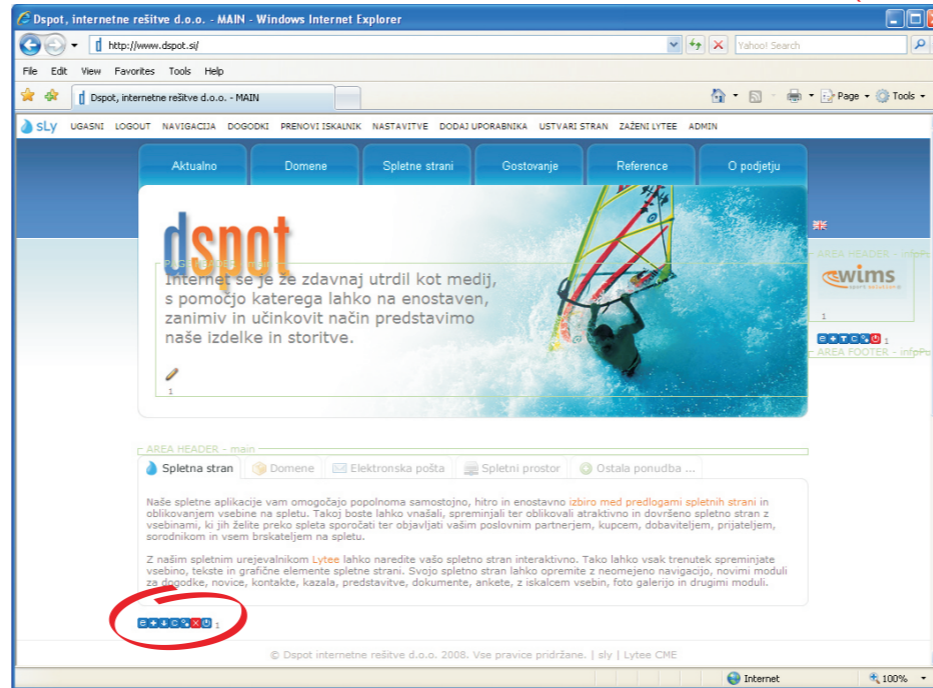 Dspot, internetne rešitve d.o.o. - MAIN - Windows Internet Explorer
http://www.dspot.si/
Yahoo! Search
File Edit View Favorites Tools Help
Dspot, internetne rešitve d.o.o. - MAIN
Page Tools
sLy UGASNI LOGOUT NAVIGACIJA DOGODKI PRENOVI ISKALNIK NASTAVITVE DODAJ UPORABNIKA USTVARI STRAN ZAŽENI LYTEE ADMIN
Aktualno Domene Spletne strani Gostovanje Reference O podjetju
dspot
AREA HEADER - infoPu
wims
sport solutions
1
1
AREA FOOTER - infoPu
Internet se je že zdavnaj utrdil kot medij,
s pomočjo katerega lahko na enostaven,
zanimiv in učinkovit način predstavimo
naše izdelke in storitve.
1
AREA HEADER - main
Spletna stran Domene Elektronska pošta Spletni prostor Ostala ponudba ...
Naše spletne aplikacije vam omogočajo popolnoma samostojno, hitro in enostavno izbiro med predlogami spletnih strani in
oblikovanjem vsebine na spletu. Takoj boste lahko vnašali, spreminjali ter oblikovali atraktivno in dovršeno spletno stran z
vsebinami, ki jih želite preko spleta sporočati ter objavljati vašim poslovnim partnerjem, kupcem, dobaviteljem, prijateljem,
sorodnikom in vsem brskateljem na spletu.
Z našim spletnim urejevalnikom Lytee lahko naredite vašo spletno stran interaktivno. Tako lahko vsak trenutek spreminjate
vsebino, tekste in grafične elemente spletne strani. Svojo spletno stran lahko opremite z neomejeno navigacijo, novimi moduli
za dogodke, novice, kontakte, kazala, predstavitve, dokumente, ankete, z iskalcem vsebin, foto galerijo in drugimi moduli.
1
© Dspot internetne rešitve d.o.o. 2008. Vse pravice pridržane. | sly | Lytee CME
Internet 100%